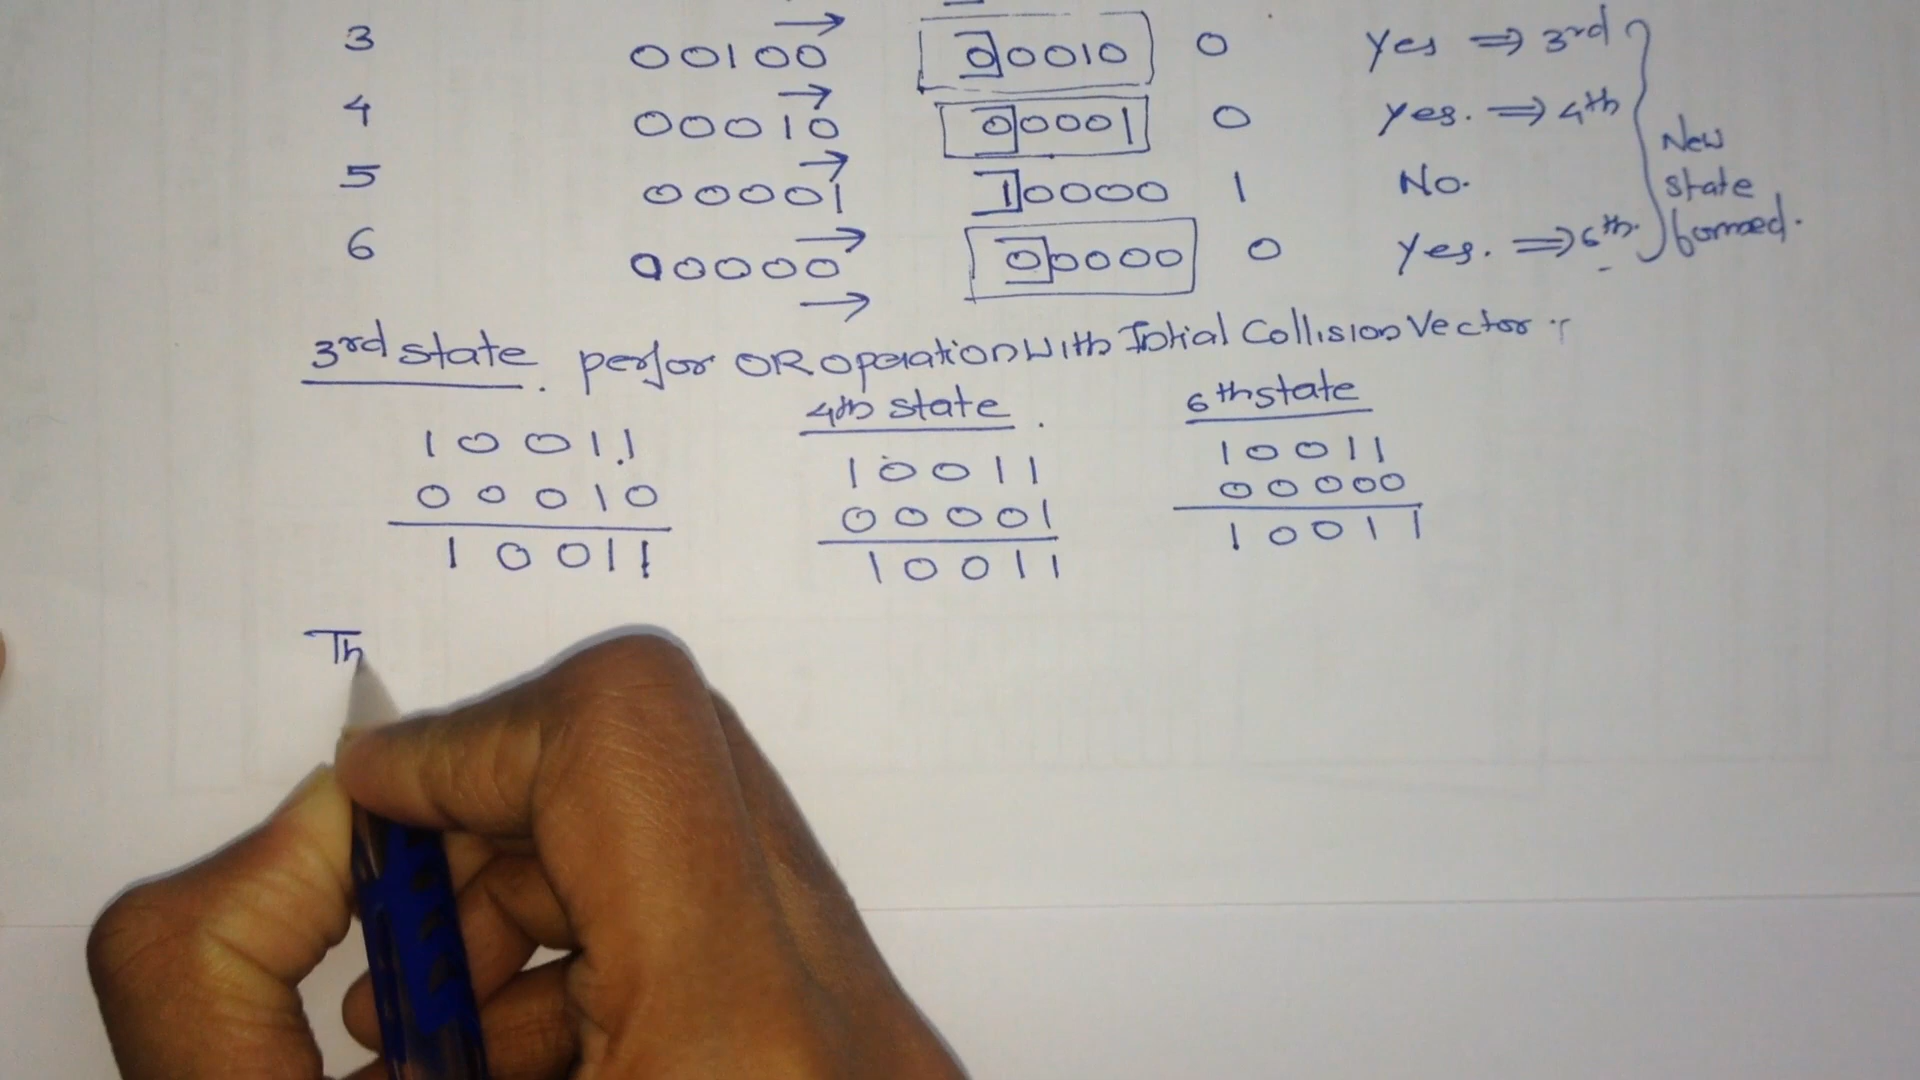 3 00100 → 00010 0 Yes ⇒ 3rd
4 00010 → 00001 0 Yes. ⇒ 4th
5 00001 → 10000 1 No.
6 00000 → 00000 0 Yes. ⇒ 6th.
New
state
formed.
→
3rd state. perfor OR operation with Initial Collision Vector.
4th state. 6th state
10011 10011 10011
00010 00001 00000
10011 10011 10011
Th